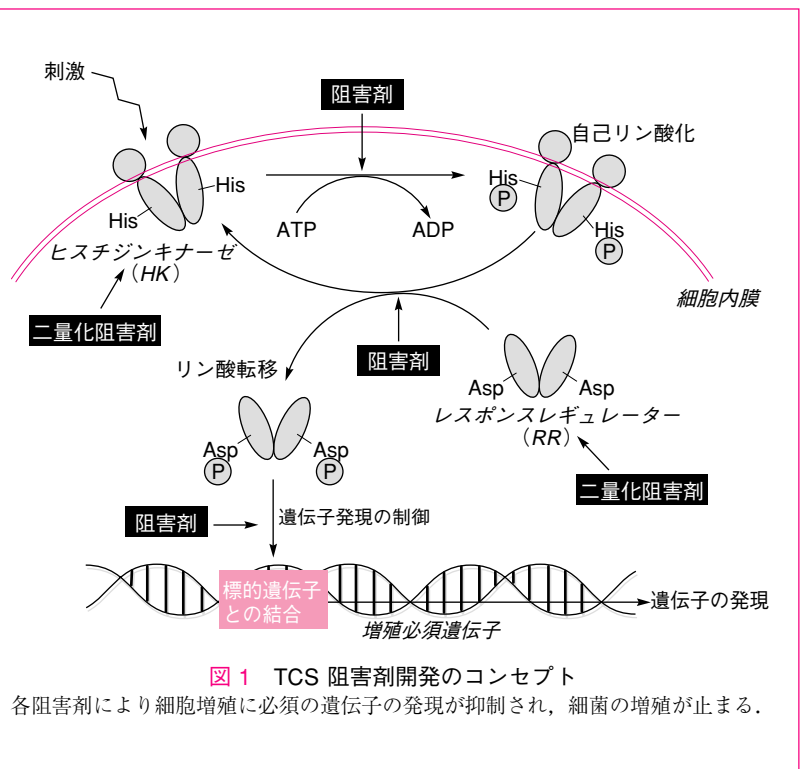 刺激
阻害剤
自己リン酸化
His
His
His
P
His
P
ATP
ADP
ヒスチジンキナーゼ
（HK）
細胞内膜
二量化阻害剤
阻害剤
リン酸転移
Asp
Asp
レスポンスレギュレーター
（RR）
Asp
P
Asp
P
二量化阻害剤
阻害剤
遺伝子発現の制御
標的遺伝子
との結合
遺伝子の発現
増殖必須遺伝子
図 1 TCS 阻害剤開発のコンセプト
各阻害剤により細胞増殖に必須の遺伝子の発現が抑制され，細菌の増殖が止まる．